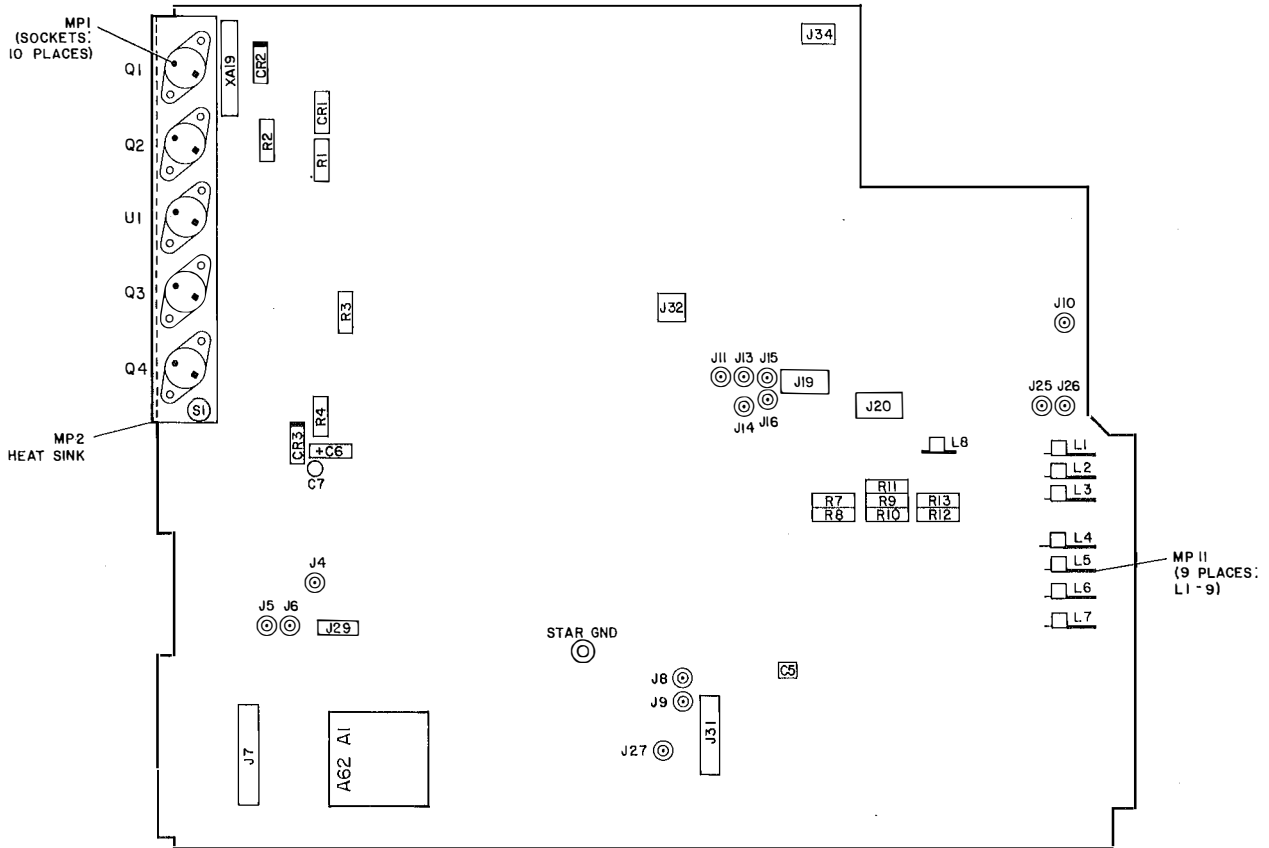 MP1
(SOCKETS:
10 PLACES)
Q1
XA19
CR2
J34
CR1
Q2
R2
R1
U1
Q3
R3
J32
J10
J11 J13 J15
J19
Q4
J14
J16
J20
J25 J26
S1
R4
MP2
HEAT SINK
CR3
+C6
C7
L8
L1
L2
L3
R11
R7
R9
R13
R8
R10
R12
L4
L5
MP11
(9 PLACES:
L1-9)
L6
L7
J4
J5 J6
J29
STAR GND
J8
C5
J9
J31
J27
J7
A62 A1